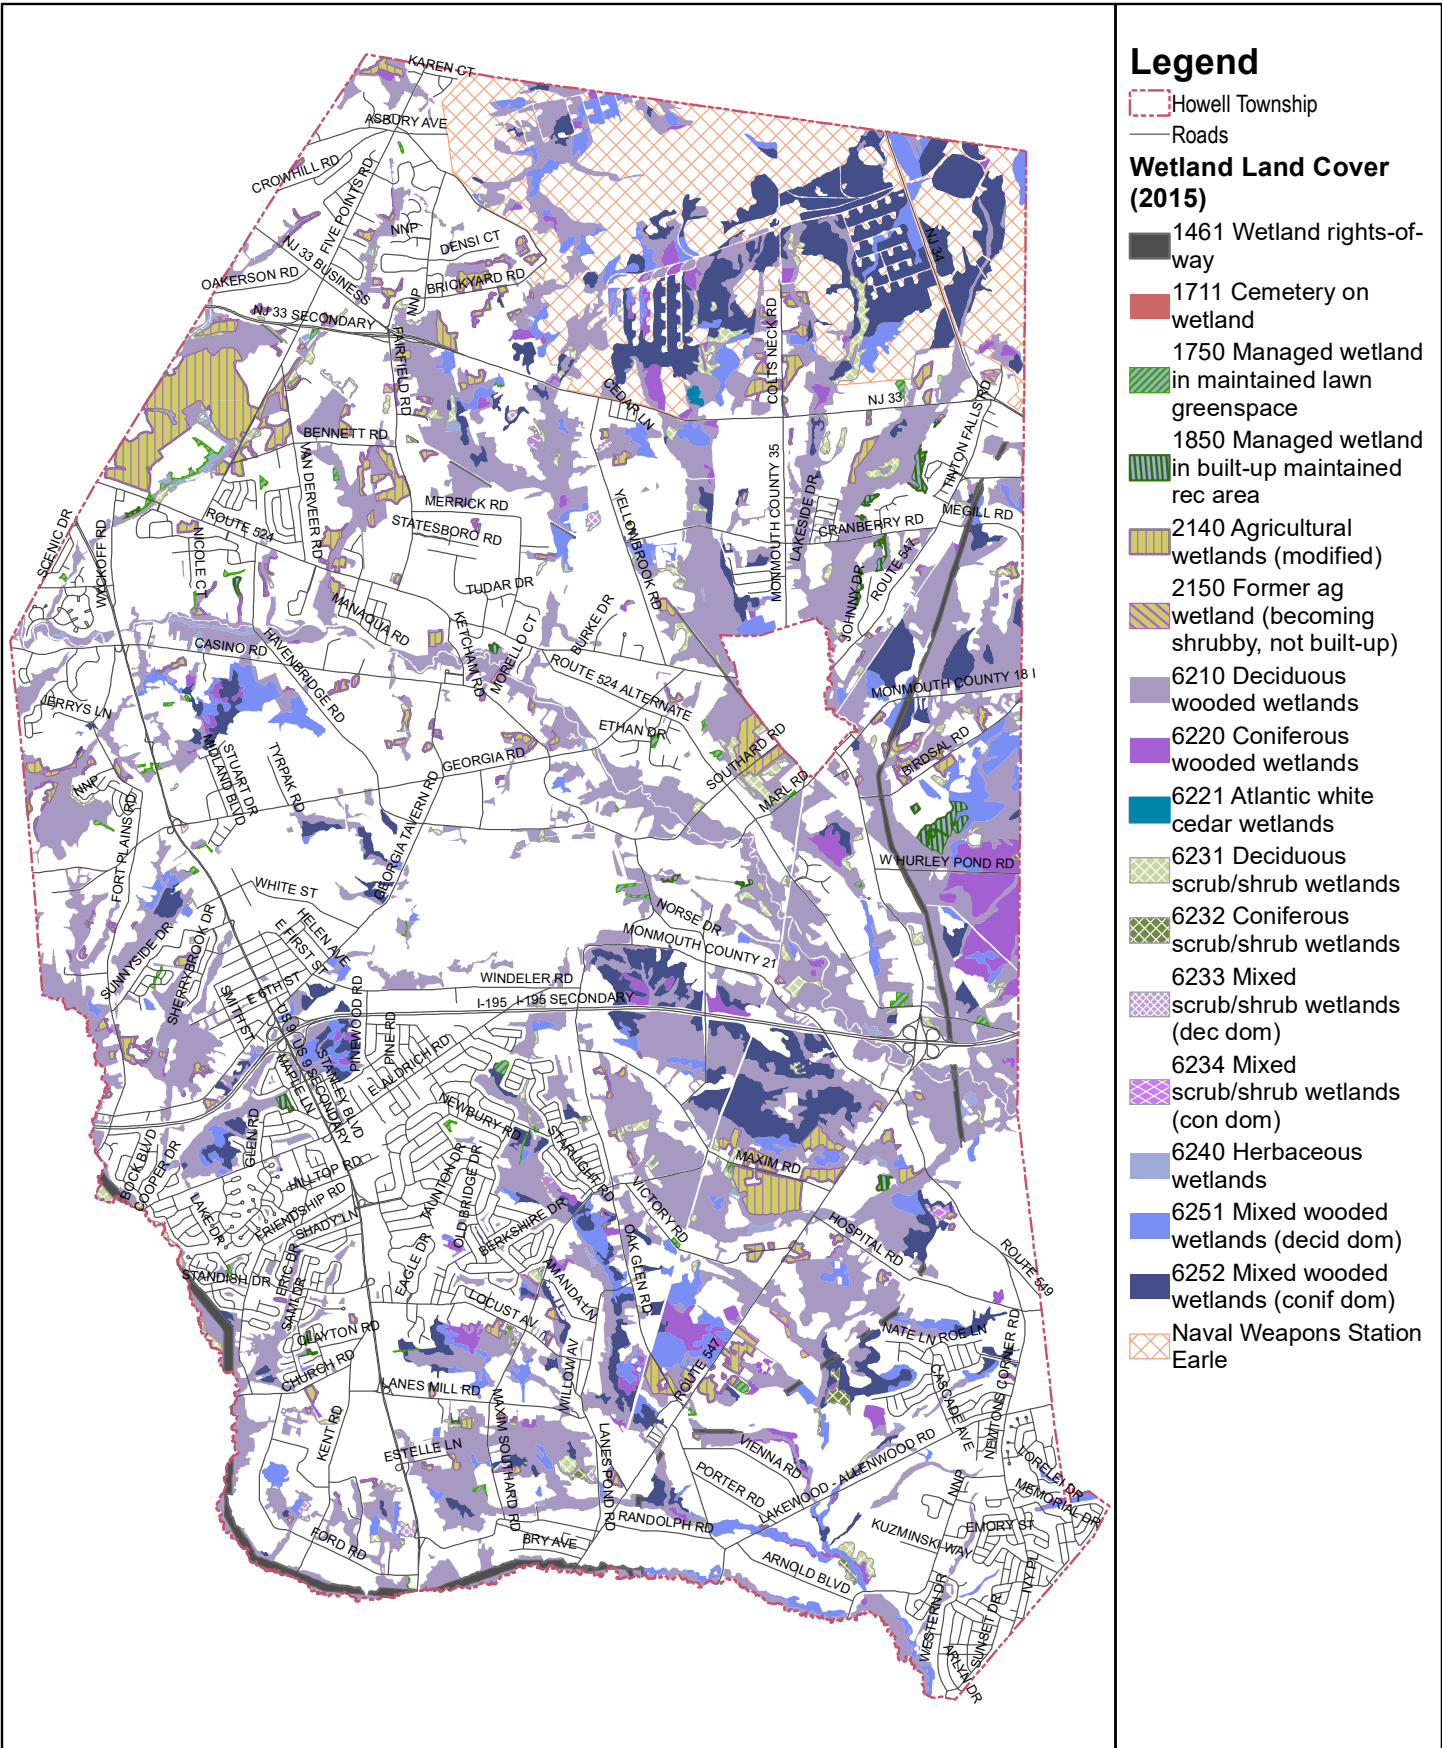 KAREN CT
ASBURY AVE
CROWHILL RD
FIVE POINTS RD
NNP
DENSI CT
NJ 33 BUSINESS
OAKERSON RD
BRICKYARD RD
NNP
NJ 34
NJ 33 SECONDARY
FAIRFIELD RD
COLTS NECK RD
CEDAR LN
NJ 33
TINTON FALLS RD
BENNETT RD
VAN DERVEER RD
MONMOUTH COUNTY 35
LAKESIDE DR
MERRICK RD
YELLOWBROOK RD
MEGILL RD
SCENIC DR
WYCKOFF RD
ROUTE 524
NICOLE CT
STATESBORO RD
CRANBERRY RD
ROUTE 547
JOHNNY DR
TUDAR DR
MANAQUA RD
KETCHAM RD
MORELLO CT
BURKE DR
CASINO RD
HAVENBRIDGE RD
ROUTE 524 ALTERNATE
MONMOUTH COUNTY 18 I
JERRYS LN
ETHAN DR
SOUTHARD RD
BIRDSAL RD
MIDLAND BLVD
STUART DR
TYRPAK RD
GEORGIA RD
MARL RD
NNP
FORT PLAINS RD
GEORGIA TAVERN RD
W HURLEY POND RD
WHITE ST
HELEN AVE
E FIRST ST
NORSE DR
MONMOUTH COUNTY 21
SUNNYSIDE DR
SHERRYBROOK DR
E 6TH ST
SMITH ST
WINDELER RD
I-195
I-195 SECONDARY
US 9
US 9 SECONDARY
STANLEY BLVD
MAPLE LN
PINEWOOD RD
PINE RD
E ALDRICH RD
NEWBURY RD
STARLIGHT RD
MAXIM RD
BOCK BLVD
COOPER DR
GLEN RD
HILLTOP RD
FRIENDSHIP RD
SHADY LN
LAKE DR
TAUNTON DR
OLD BRIDGE DR
EAGLE DR
BERKSHIRE DR
VICTORY RD
OAK GLEN RD
HOSPITAL RD
ROUTE 549
STANDISH DR
ERIC DR
SAMI DR
AMANDA LN
LOCUST AV
CLAYTON RD
CHURCH RD
NATE LN
ROE LN
ROUTE 547
CASCADE AVE
NEWTONS CORNER RD
WILLOW AV
LANES MILL RD
KENT RD
MAXIM SOUTHARD RD
LANES POND RD
ESTELLE LN
VIENNA RD
PORTER RD
LAKEWOOD - ALLENWOOD RD
LORELEI DR
MEMORIAL DR
NNP
RANDOLPH RD
FORD RD
BRY AVE
KUZMINSKI WAY
EMORY ST
ARNOLD BLVD
IVY PL
WESTERN DR
SUNSET DR
ARLYN DR
Legend
Howell Township
Roads
Wetland Land Cover
(2015)
1461 Wetland rights-of-
way
1711 Cemetery on
wetland
1750 Managed wetland
in maintained lawn
greenspace
1850 Managed wetland
in built-up maintained
rec area
2140 Agricultural
wetlands (modified)
2150 Former ag
wetland (becoming
shrubby, not built-up)
6210 Deciduous
wooded wetlands
6220 Coniferous
wooded wetlands
6221 Atlantic white
cedar wetlands
6231 Deciduous
scrub/shrub wetlands
6232 Coniferous
scrub/shrub wetlands
6233 Mixed
scrub/shrub wetlands
(dec dom)
6234 Mixed
scrub/shrub wetlands
(con dom)
6240 Herbaceous
wetlands
6251 Mixed wooded
wetlands (decid dom)
6252 Mixed wooded
wetlands (conif dom)
Naval Weapons Station
Earle